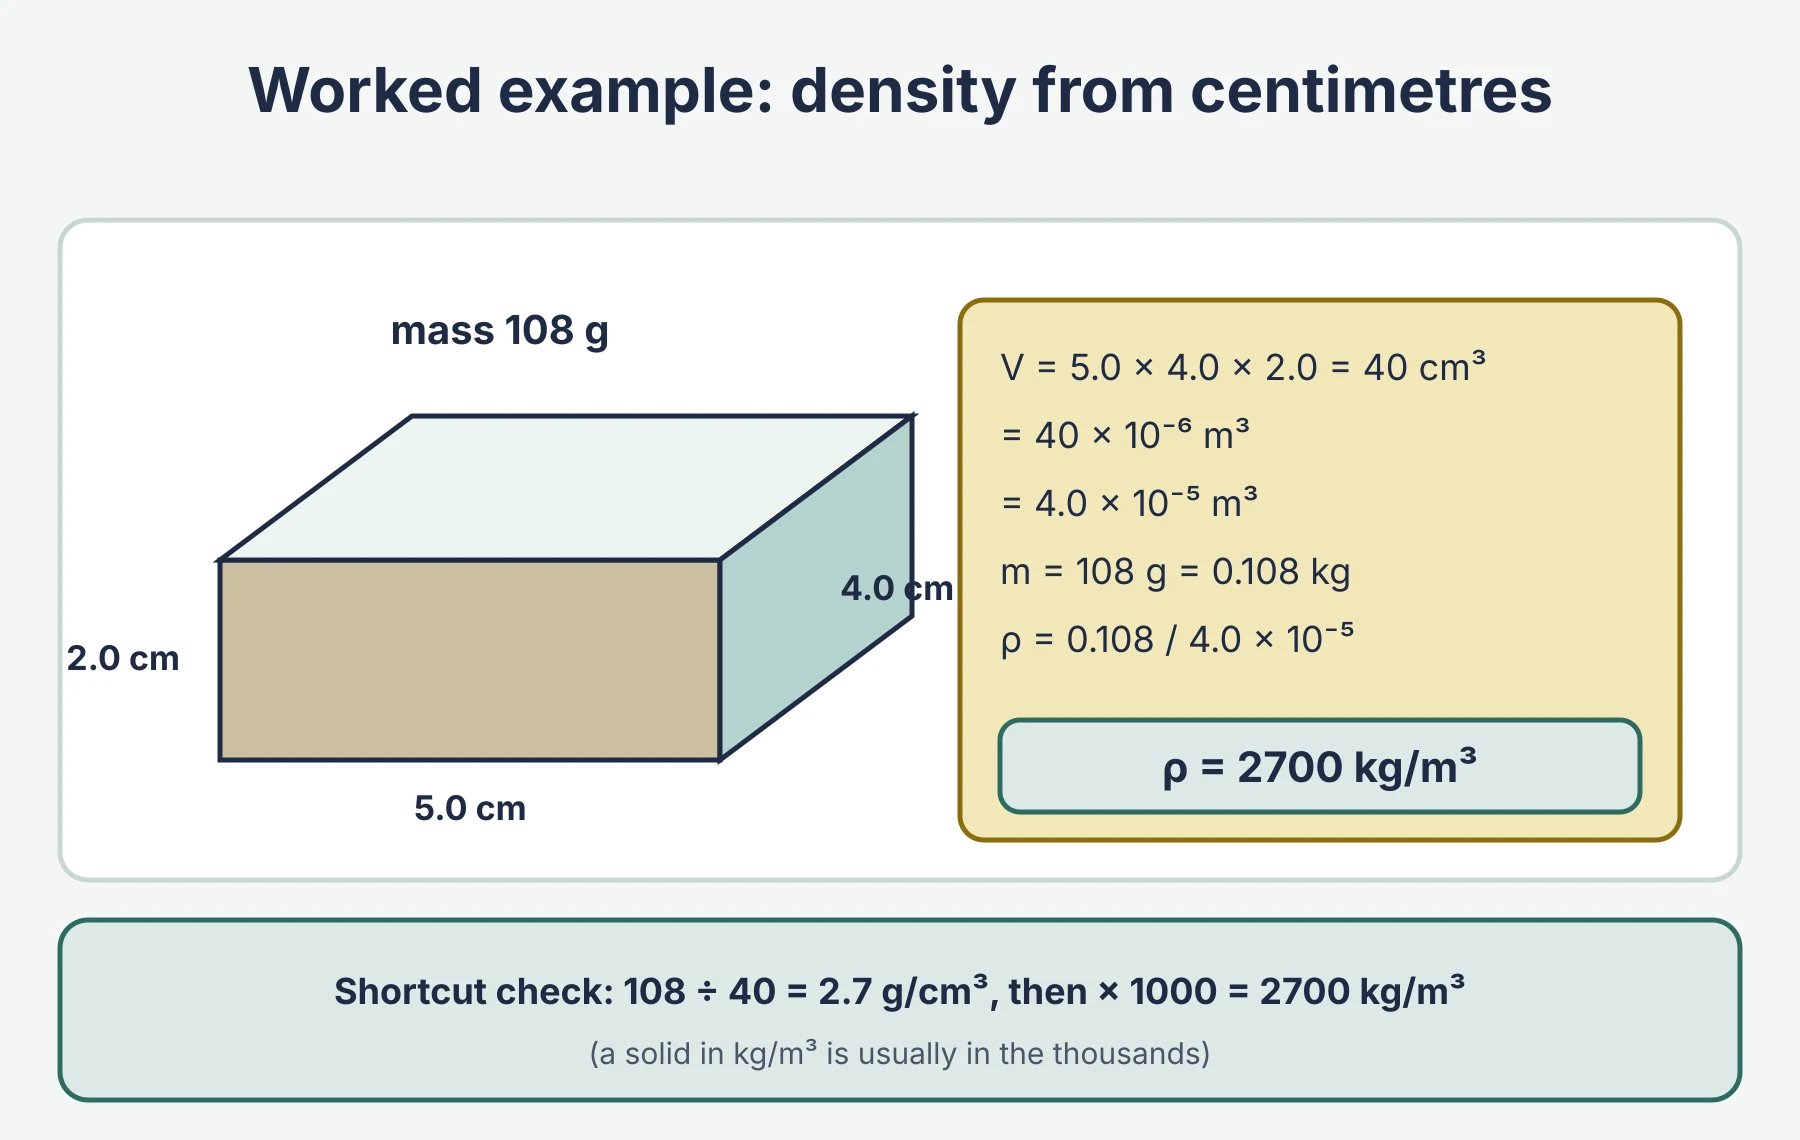 Worked example: density from centimetres
mass 108 g
2.0 cm
4.0 cm
5.0 cm
V = 5.0 × 4.0 × 2.0 = 40 cm³
= 40 × 10⁻⁶ m³
= 4.0 × 10⁻⁵ m³
m = 108 g = 0.108 kg
ρ = 0.108 / 4.0 × 10⁻⁵
ρ = 2700 kg/m³
Shortcut check: 108 ÷ 40 = 2.7 g/cm³, then × 1000 = 2700 kg/m³
(a solid in kg/m³ is usually in the thousands)